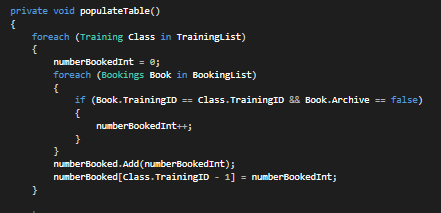 private void populateTable()
{
    foreach (Training Class in TrainingList)
    {
        numberBookedInt = 0;
        foreach (Bookings Book in BookingList)
        {
            if (Book.TrainingID == Class.TrainingID && Book.Archive == false)
            {
                numberBookedInt++;
            }
        }
        numberBooked.Add(numberBookedInt);
        numberBooked[Class.TrainingID - 1] = numberBookedInt;
    }